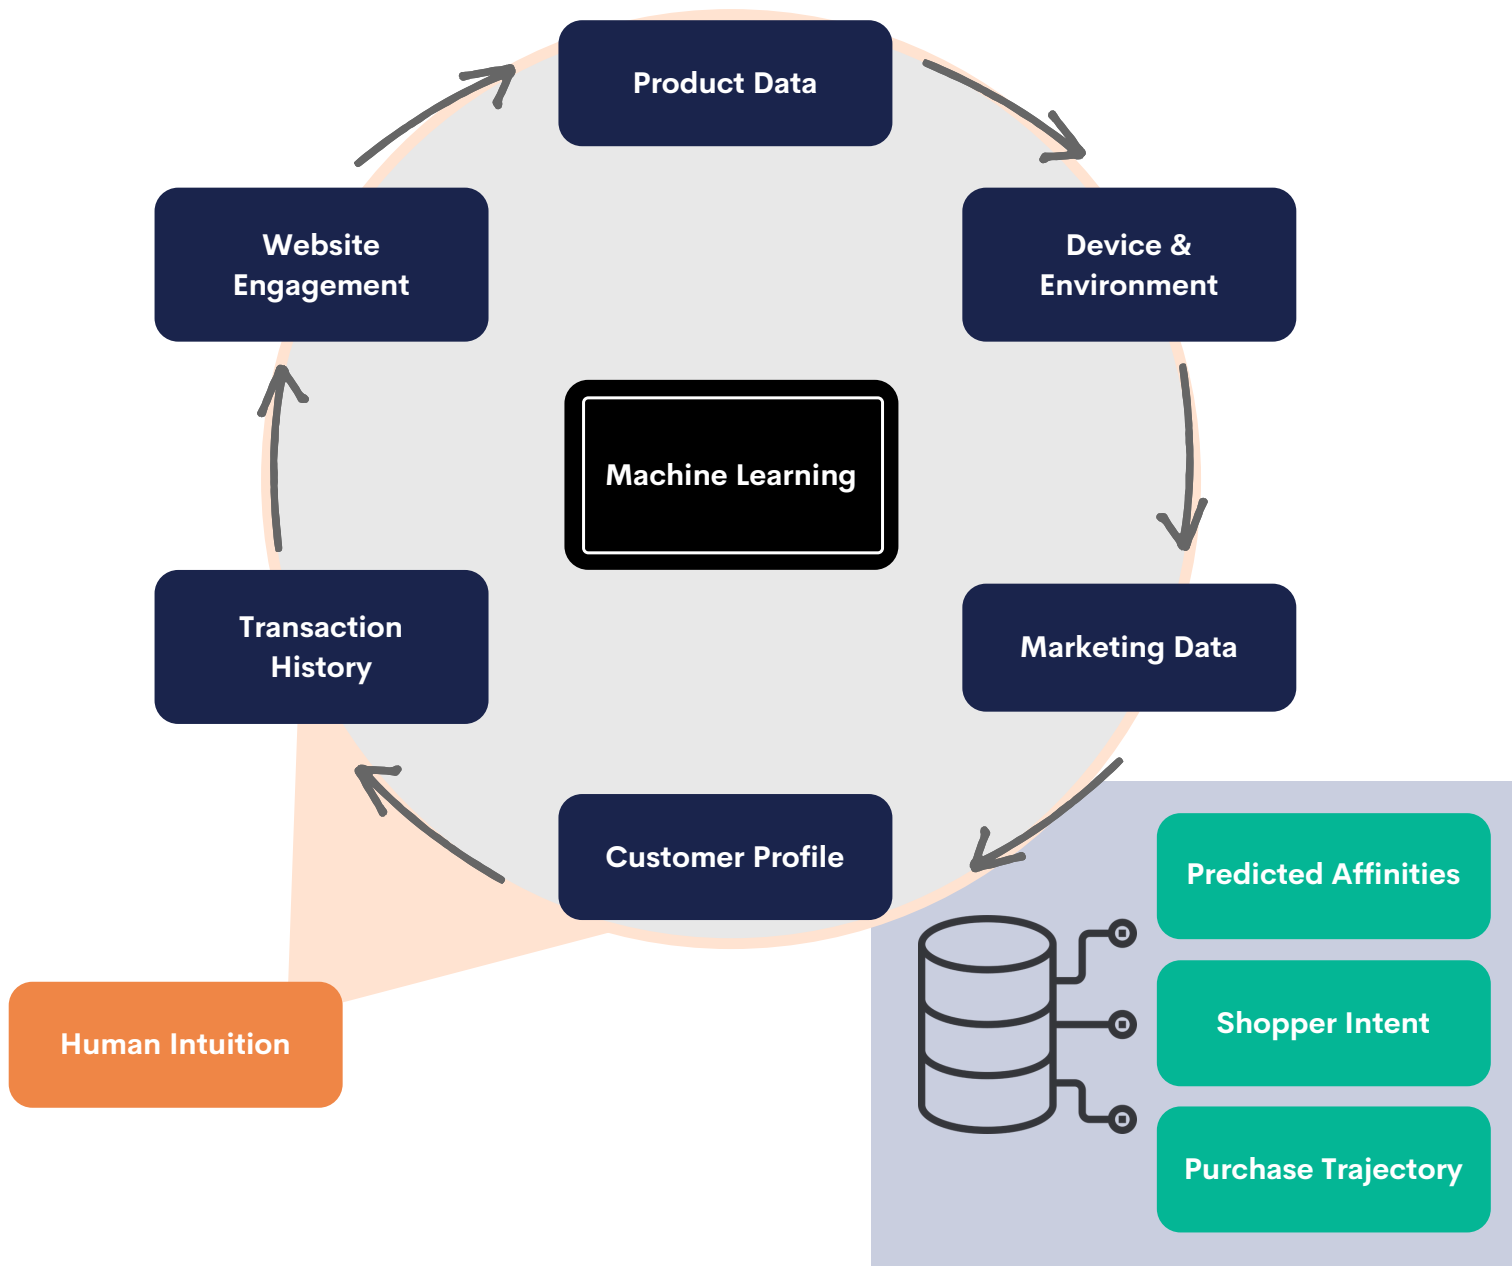 Product Data
Website
Engagement
Device &
Environment
Machine Learning
Transaction
History
Marketing Data
Customer Profile
Predicted Affinities
Shopper Intent
Human Intuition
Purchase Trajectory